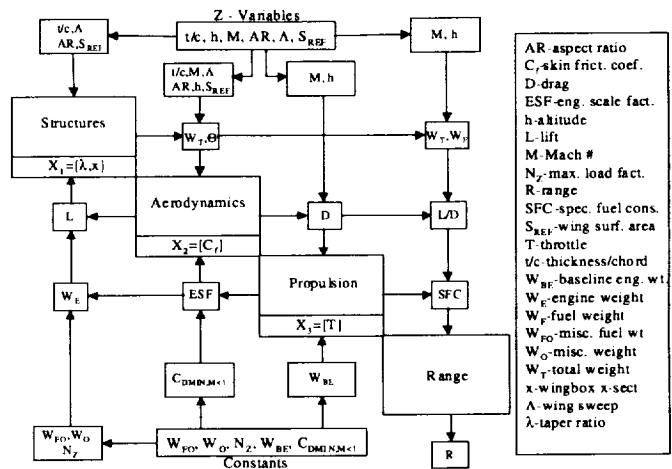 Z - Variables
t/c, h, M, AR, Λ, S_REF
t/c, Λ
AR,S_REF
M, h
t/c,M,Λ
AR,h,S_REF
M, h
Structures
X₁={λ,x}
W_T,Θ
W_T, W_F
Aerodynamics
X₂=[C_f]
L
D
L/D
Propulsion
X₃=[T]
W_E
ESF
SFC
Range
C_DMIN,M<1
W_BE
W_FO, W_O
N_Z
W_FO, W_O, N_Z, W_BE, C_DMIN,M<1
Constants
R
AR-aspect ratio
C_f-skin frict. coef.
D-drag
ESF-eng. scale fact.
h-altitude
L-lift
M-Mach #
N_Z-max. load fact.
R-range
SFC-spec. fuel cons.
S_REF-wing surf. area
T-throttle
t/c-thickness/chord
W_BE-baseline eng. wt.
W_E-engine weight
W_F-fuel weight
W_FO-misc. fuel wt
W_O-misc. weight
W_T-total weight
x-wingbox x-sect
Λ-wing sweep
λ-taper ratio